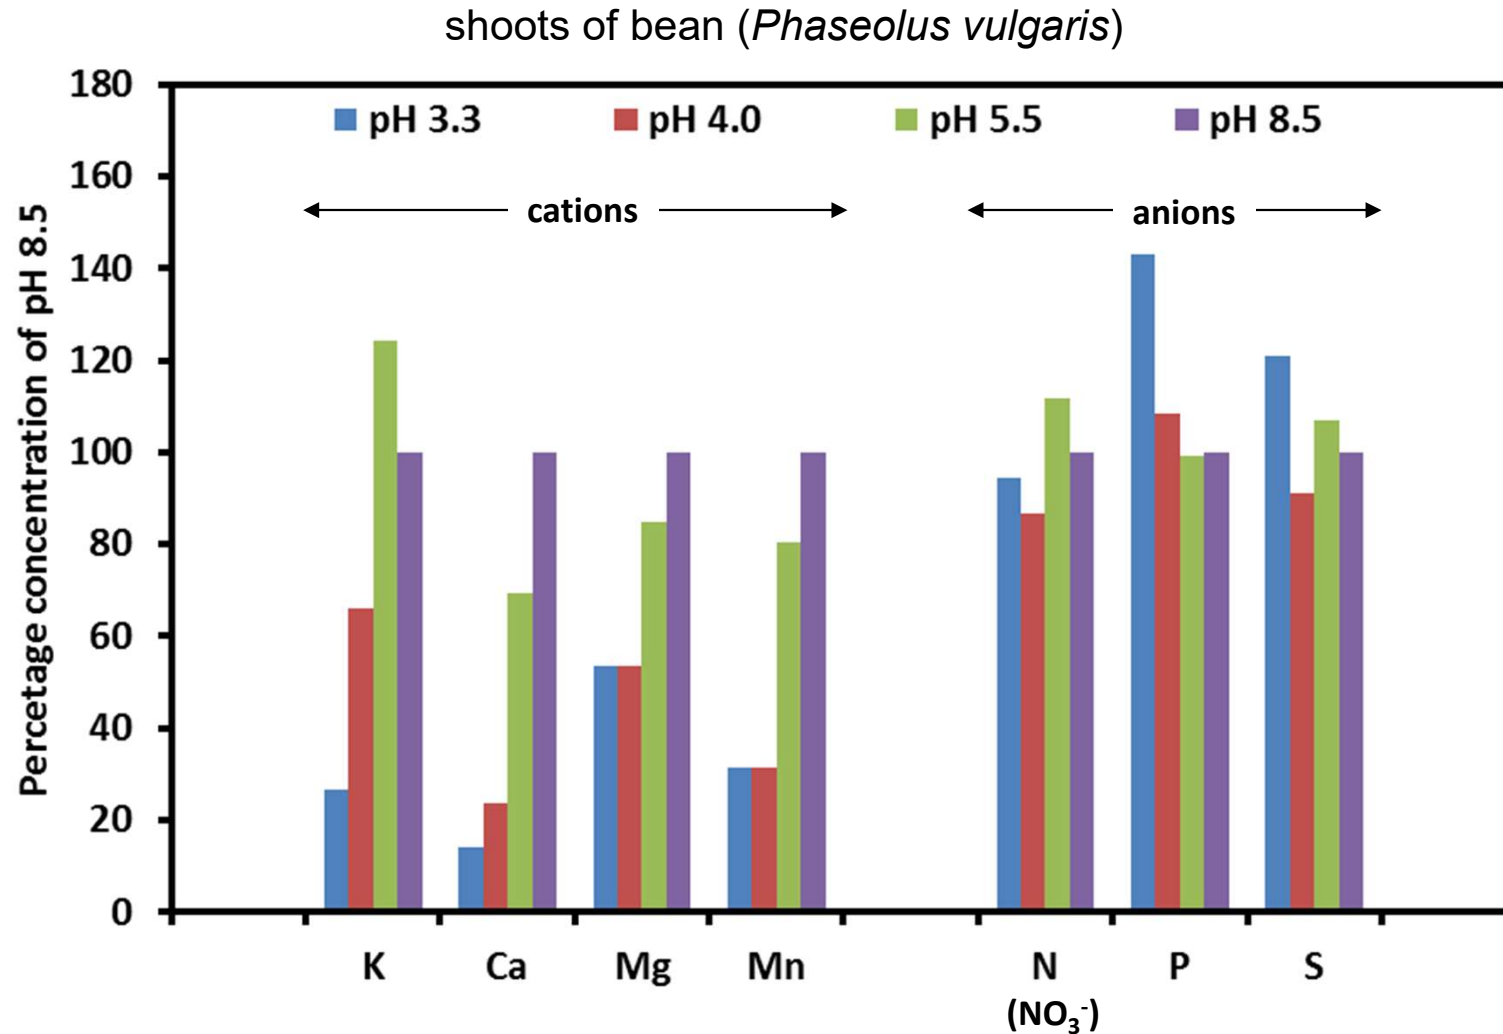 shoots of bean (Phaseolus vulgaris)
180
pH 3.3 pH 4.0 pH 5.5 pH 8.5
160
cations anions
140
120
100
80
60
40
20
0
Percetage concentration of pH 8.5
K Ca Mg Mn N P S
(NO₃⁻)